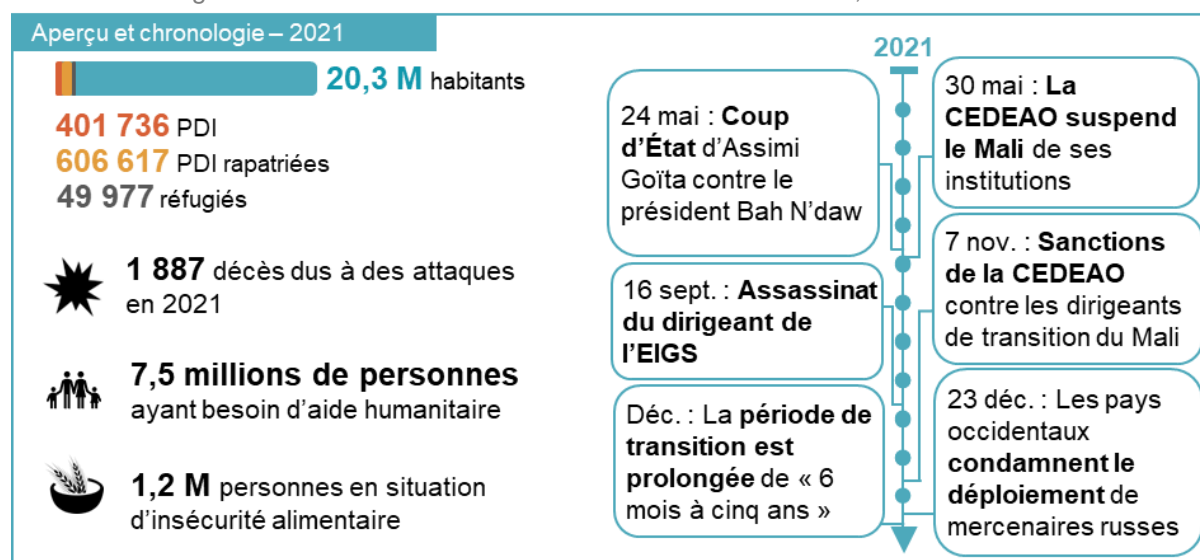 Aperçu et chronologie – 2021
20,3 M habitants
401 736 PDI
606 617 PDI rapatriées
49 977 réfugiés
1 887 décès dus à des attaques
en 2021
7,5 millions de personnes
ayant besoin d’aide humanitaire
1,2 M personnes en situation
d’insécurité alimentaire
2021
24 mai : Coup
d’État d’Assimi
Goïta contre le
président Bah N’daw
30 mai : La
CEDEAO suspend
le Mali de ses
institutions
16 sept. : Assassinat
du dirigeant de
l’EIGS
7 nov. : Sanctions
de la CEDEAO
contre les dirigeants
de transition du Mali
Déc. : La période de
transition est
prolongée de « 6
mois à cinq ans »
23 déc. : Les pays
occidentaux
condamnent le
déploiement de
mercenaires russes